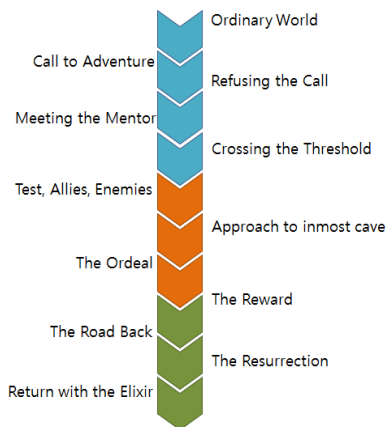 Ordinary World
Call to Adventure
Refusing the Call
Meeting the Mentor
Crossing the Threshold
Test, Allies, Enemies
Approach to inmost cave
The Ordeal
The Reward
The Road Back
The Resurrection
Return with the Elixir